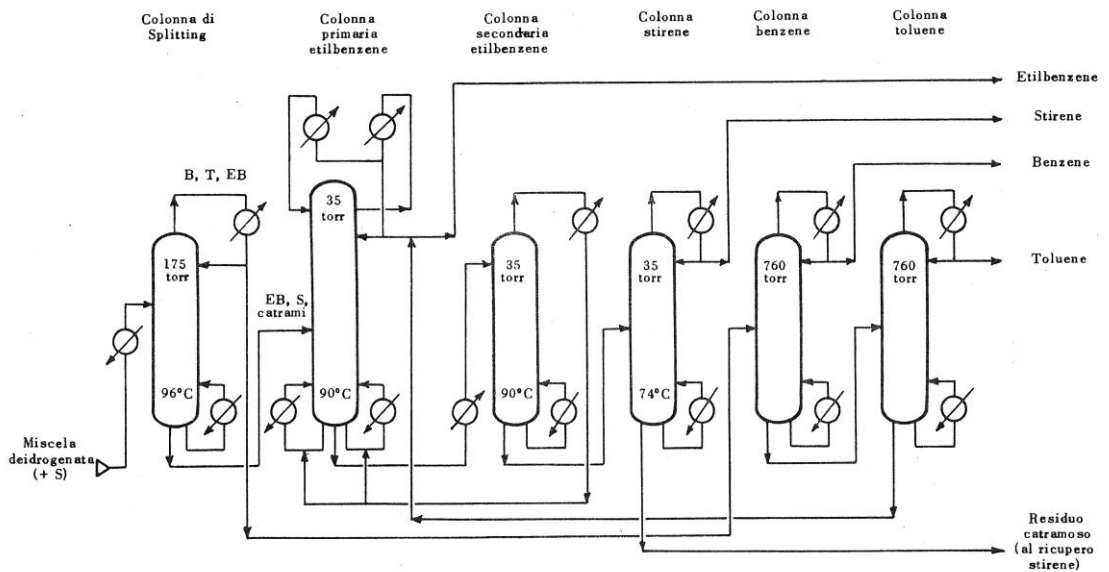 Colonna di
Splitting
Colonna
primaria
etilbenzene
Colonna
secondaria
etilbenzene
Colonna
stirene
Colonna
benzene
Colonna
toluene
Etilbenzene
Stirene
Benzene
Toluene
B, T, EB
175
torr
96°C
35
torr
90°C
EB, S,
catrami
35
torr
90°C
35
torr
74°C
760
torr
760
torr
Miscela
deidrogenata
(+ S)
Residuo
catramoso
(al ricupero
stirene)